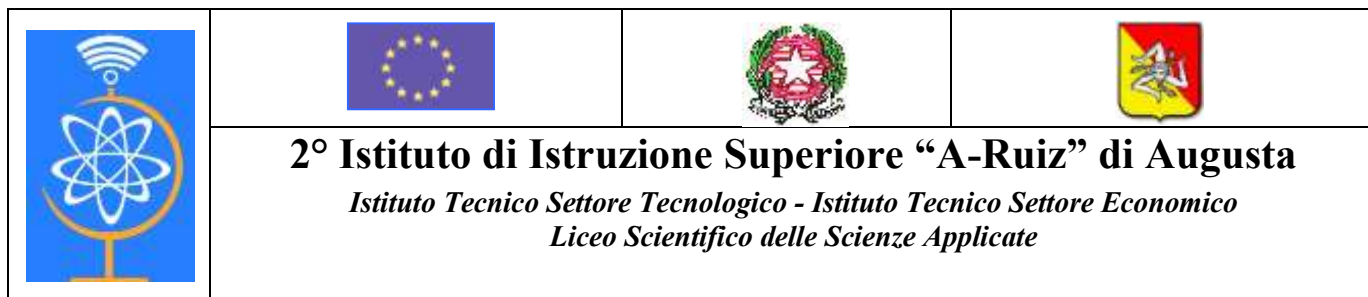 2° Istituto di Istruzione Superiore “A-Ruiz” di Augusta
Istituto Tecnico Settore Tecnologico - Istituto Tecnico Settore Economico
Liceo Scientifico delle Scienze Applicate